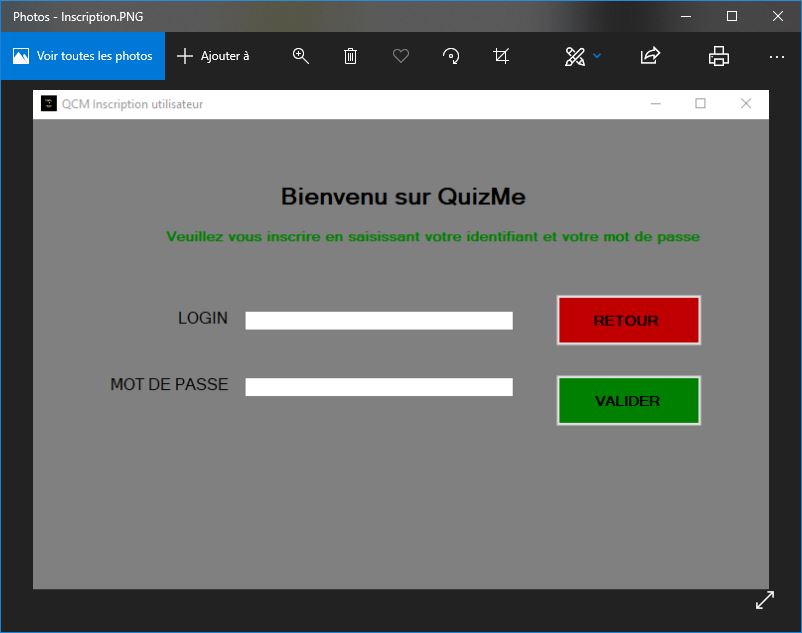 Photos - Inscription.PNG
Voir toutes les photos
Ajouter à
QCM Inscription utilisateur
Bienvenu sur QuizMe
Veuillez vous inscrire en saisissant votre identifiant et votre mot de passe
LOGIN
RETOUR
MOT DE PASSE
VALIDER